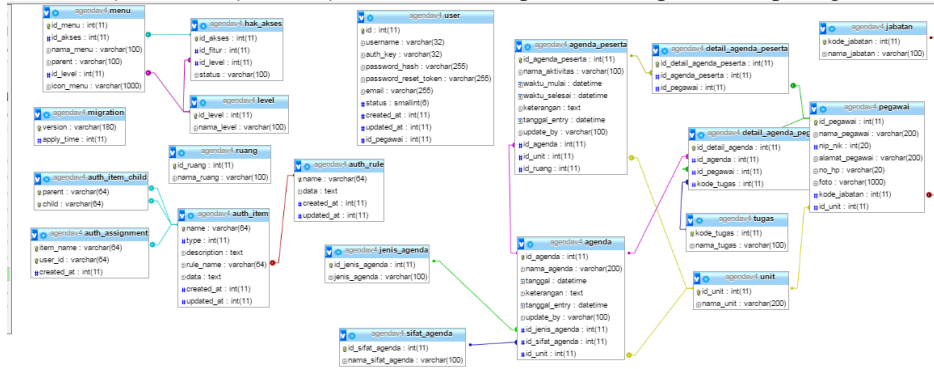 agendav4 menu
id_menu : int(11)
id_akses : int(11)
nama_menu : varchar(100)
parent : varchar(100)
id_level : int(11)
icon_menu : varchar(1000)
agendav4 hak_akses
id_akses : int(11)
id_fitur : int(11)
id_level : int(11)
status : varchar(100)
agendav4 level
id_level : int(11)
nama_level : varchar(100)
agendav4 migration
version : varchar(180)
apply_time : int(11)
agendav4 ruang
id_ruang : int(11)
nama_ruang : varchar(100)
agendav4 auth_item_child
parent : varchar(64)
child : varchar(64)
agendav4 auth_assignment
item_name : varchar(64)
user_id : varchar(64)
created_at : int(11)
agendav4 auth_item
name : varchar(64)
type : int(11)
description : text
rule_name : varchar(64)
data : text
created_at : int(11)
updated_at : int(11)
agendav4 auth_rule
name : varchar(64)
data : text
created_at : int(11)
updated_at : int(11)
agendav4 user
id : int(11)
username : varchar(32)
auth_key : varchar(32)
password_hash : varchar(255)
password_reset_token : varchar(255)
email : varchar(255)
status : smallint(6)
created_at : int(11)
updated_at : int(11)
id_pegawai : int(11)
agendav4 jenis_agenda
id_jenis_agenda : int(11)
jenis_agenda : varchar(100)
agendav4 sifat_agenda
id_sifat_agenda : int(11)
nama_sifat_agenda : varchar(100)
agendav4 agenda_peserta
id_agenda_peserta : int(11)
nama_aktivitas : varchar(100)
waktu_mulai : datetime
waktu_selesai : datetime
keterangan : text
tanggal_entry : datetime
update_by : varchar(100)
id_agenda : int(11)
id_unit : int(11)
id_ruang : int(11)
agendav4 agenda
id_agenda : int(11)
nama_agenda : varchar(200)
tanggal : datetime
keterangan : text
tanggal_entry : datetime
update_by : varchar(100)
id_jenis_agenda : int(11)
id_sifat_agenda : int(11)
id_unit : int(11)
agendav4 detail_agenda_peserta
id_detail_agenda_peserta : int(11)
id_agenda_peserta : int(11)
id_pegawai : int(11)
agendav4 detail_agenda_peg
id_detail_agenda : int(11)
id_agenda : int(11)
id_pegawai : int(11)
kode_tugas : int(11)
agendav4 tugas
kode_tugas : int(11)
nama_tugas : varchar(100)
agendav4 unit
id_unit : int(11)
nama_unit : varchar(200)
agendav4 jabatan
kode_jabatan : int(11)
nama_jabatan : varchar(100)
agendav4 pegawai
id_pegawai : int(11)
nama_pegawai : varchar(200)
nip_nik : int(20)
alamat_pegawai : varchar(200)
no_hp : varchar(20)
foto : varchar(1000)
kode_jabatan : int(11)
id_unit : int(11)